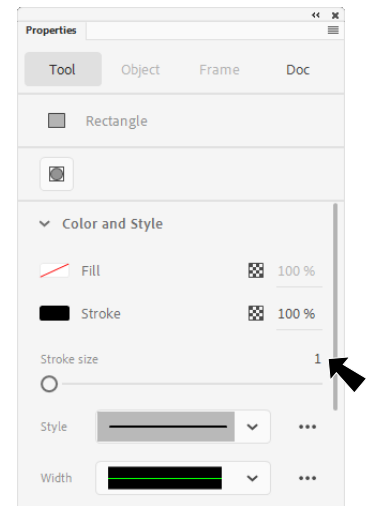 Properties
Tool Object Frame Doc
Rectangle
Color and Style
Fill 100 %
Stroke 100 %
Stroke size 1
Style
Width